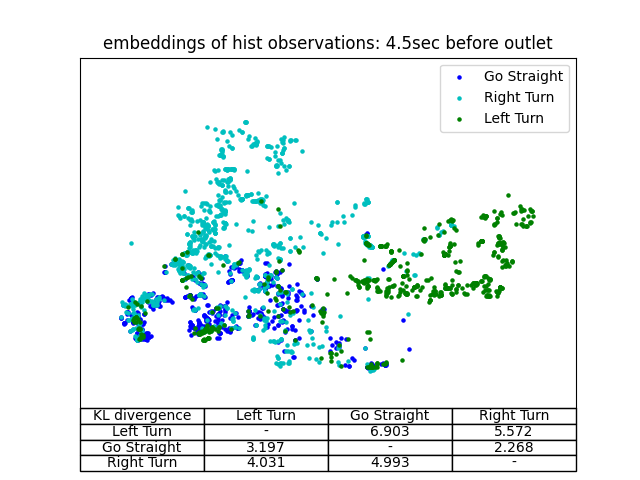 embeddings of hist observations: 4.5sec before outlet
Go Straight
Right Turn
Left Turn
KL divergence Left Turn Go Straight Right Turn
Left Turn - 6.903 5.572
Go Straight 3.197 - 2.268
Right Turn 4.031 4.993 -